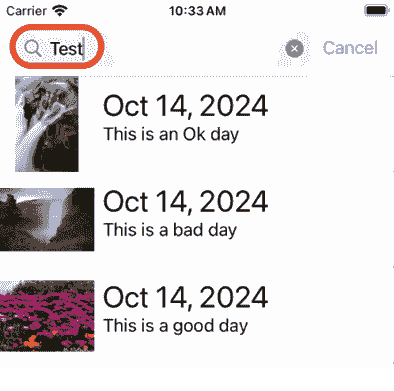 Carrier 10:33 AM
Test Cancel
Oct 14, 2024
This is an Ok day
Oct 14, 2024
This is a bad day
Oct 14, 2024
This is a good day